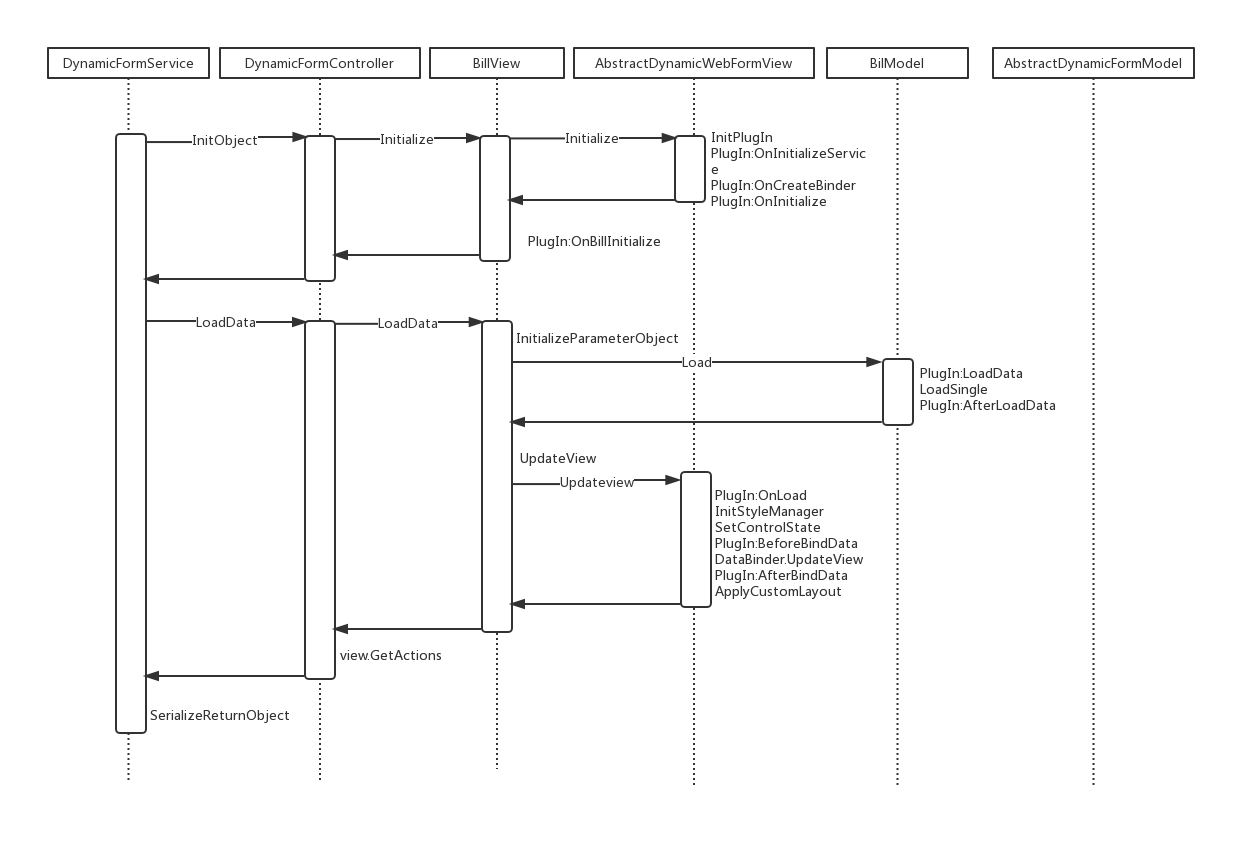 DynamicFormService
DynamicFormController
BillView
AbstractDynamicWebFormView
BilModel
AbstractDynamicFormModel
InitObject
Initialize
Initialize
InitPlugIn
PlugIn:OnInitializeServic
e
PlugIn:OnCreateBinder
PlugIn:OnInitialize
PlugIn:OnBillInitialize
LoadData
LoadData
InitializeParameterObject
Load
PlugIn:LoadData
LoadSingle
PlugIn:AfterLoadData
UpdateView
Updateview
PlugIn:OnLoad
InitStyleManager
SetControlState
PlugIn:BeforeBindData
DataBinder.UpdateView
PlugIn:AfterBindData
ApplyCustomLayout
view.GetActions
SerializeReturnObject